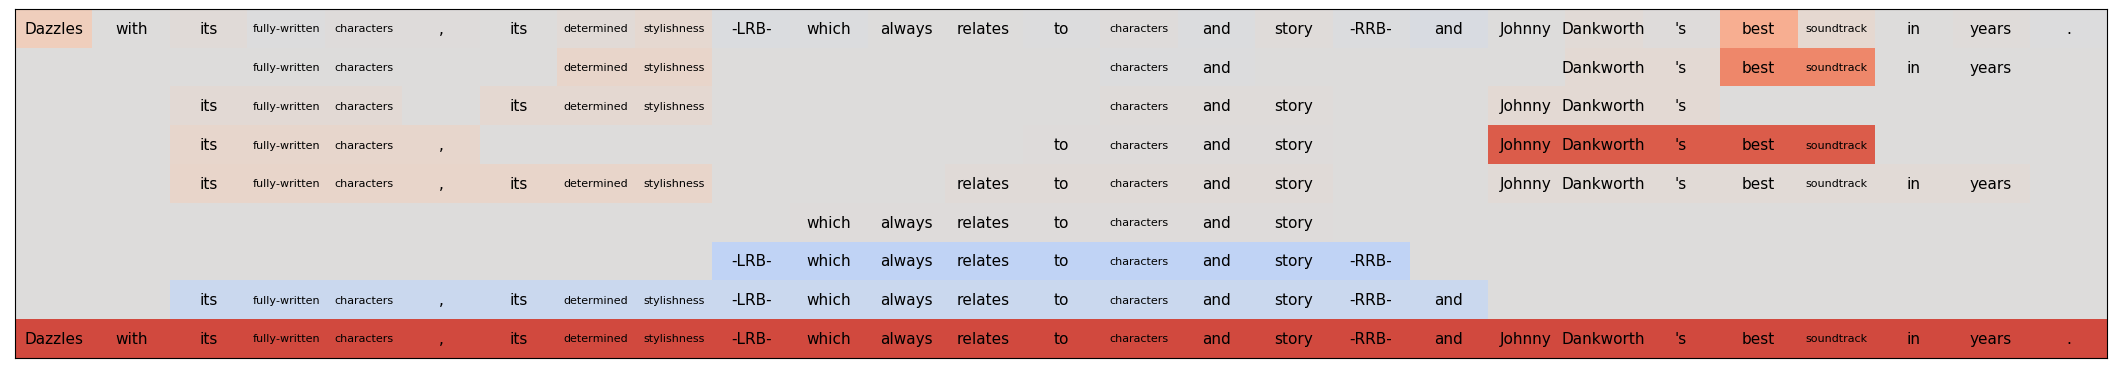 Dazzles with its fully-written characters , its determined stylishness -LRB- which always relates to characters and story -RRB- and Johnny Dankworth 's best soundtrack in years .
fully-written characters determined stylishness characters and Dankworth 's best soundtrack in years
its fully-written characters its determined stylishness characters and story Johnny Dankworth 's
its fully-written characters , to characters and story Johnny Dankworth 's best soundtrack
its fully-written characters , its determined stylishness relates to characters and story Johnny Dankworth 's best soundtrack in years
which always relates to characters and story
-LRB- which always relates to characters and story -RRB-
its fully-written characters , its determined stylishness -LRB- which always relates to characters and story -RRB- and
Dazzles with its fully-written characters , its determined stylishness -LRB- which always relates to characters and story -RRB- and Johnny Dankworth 's best soundtrack in years .